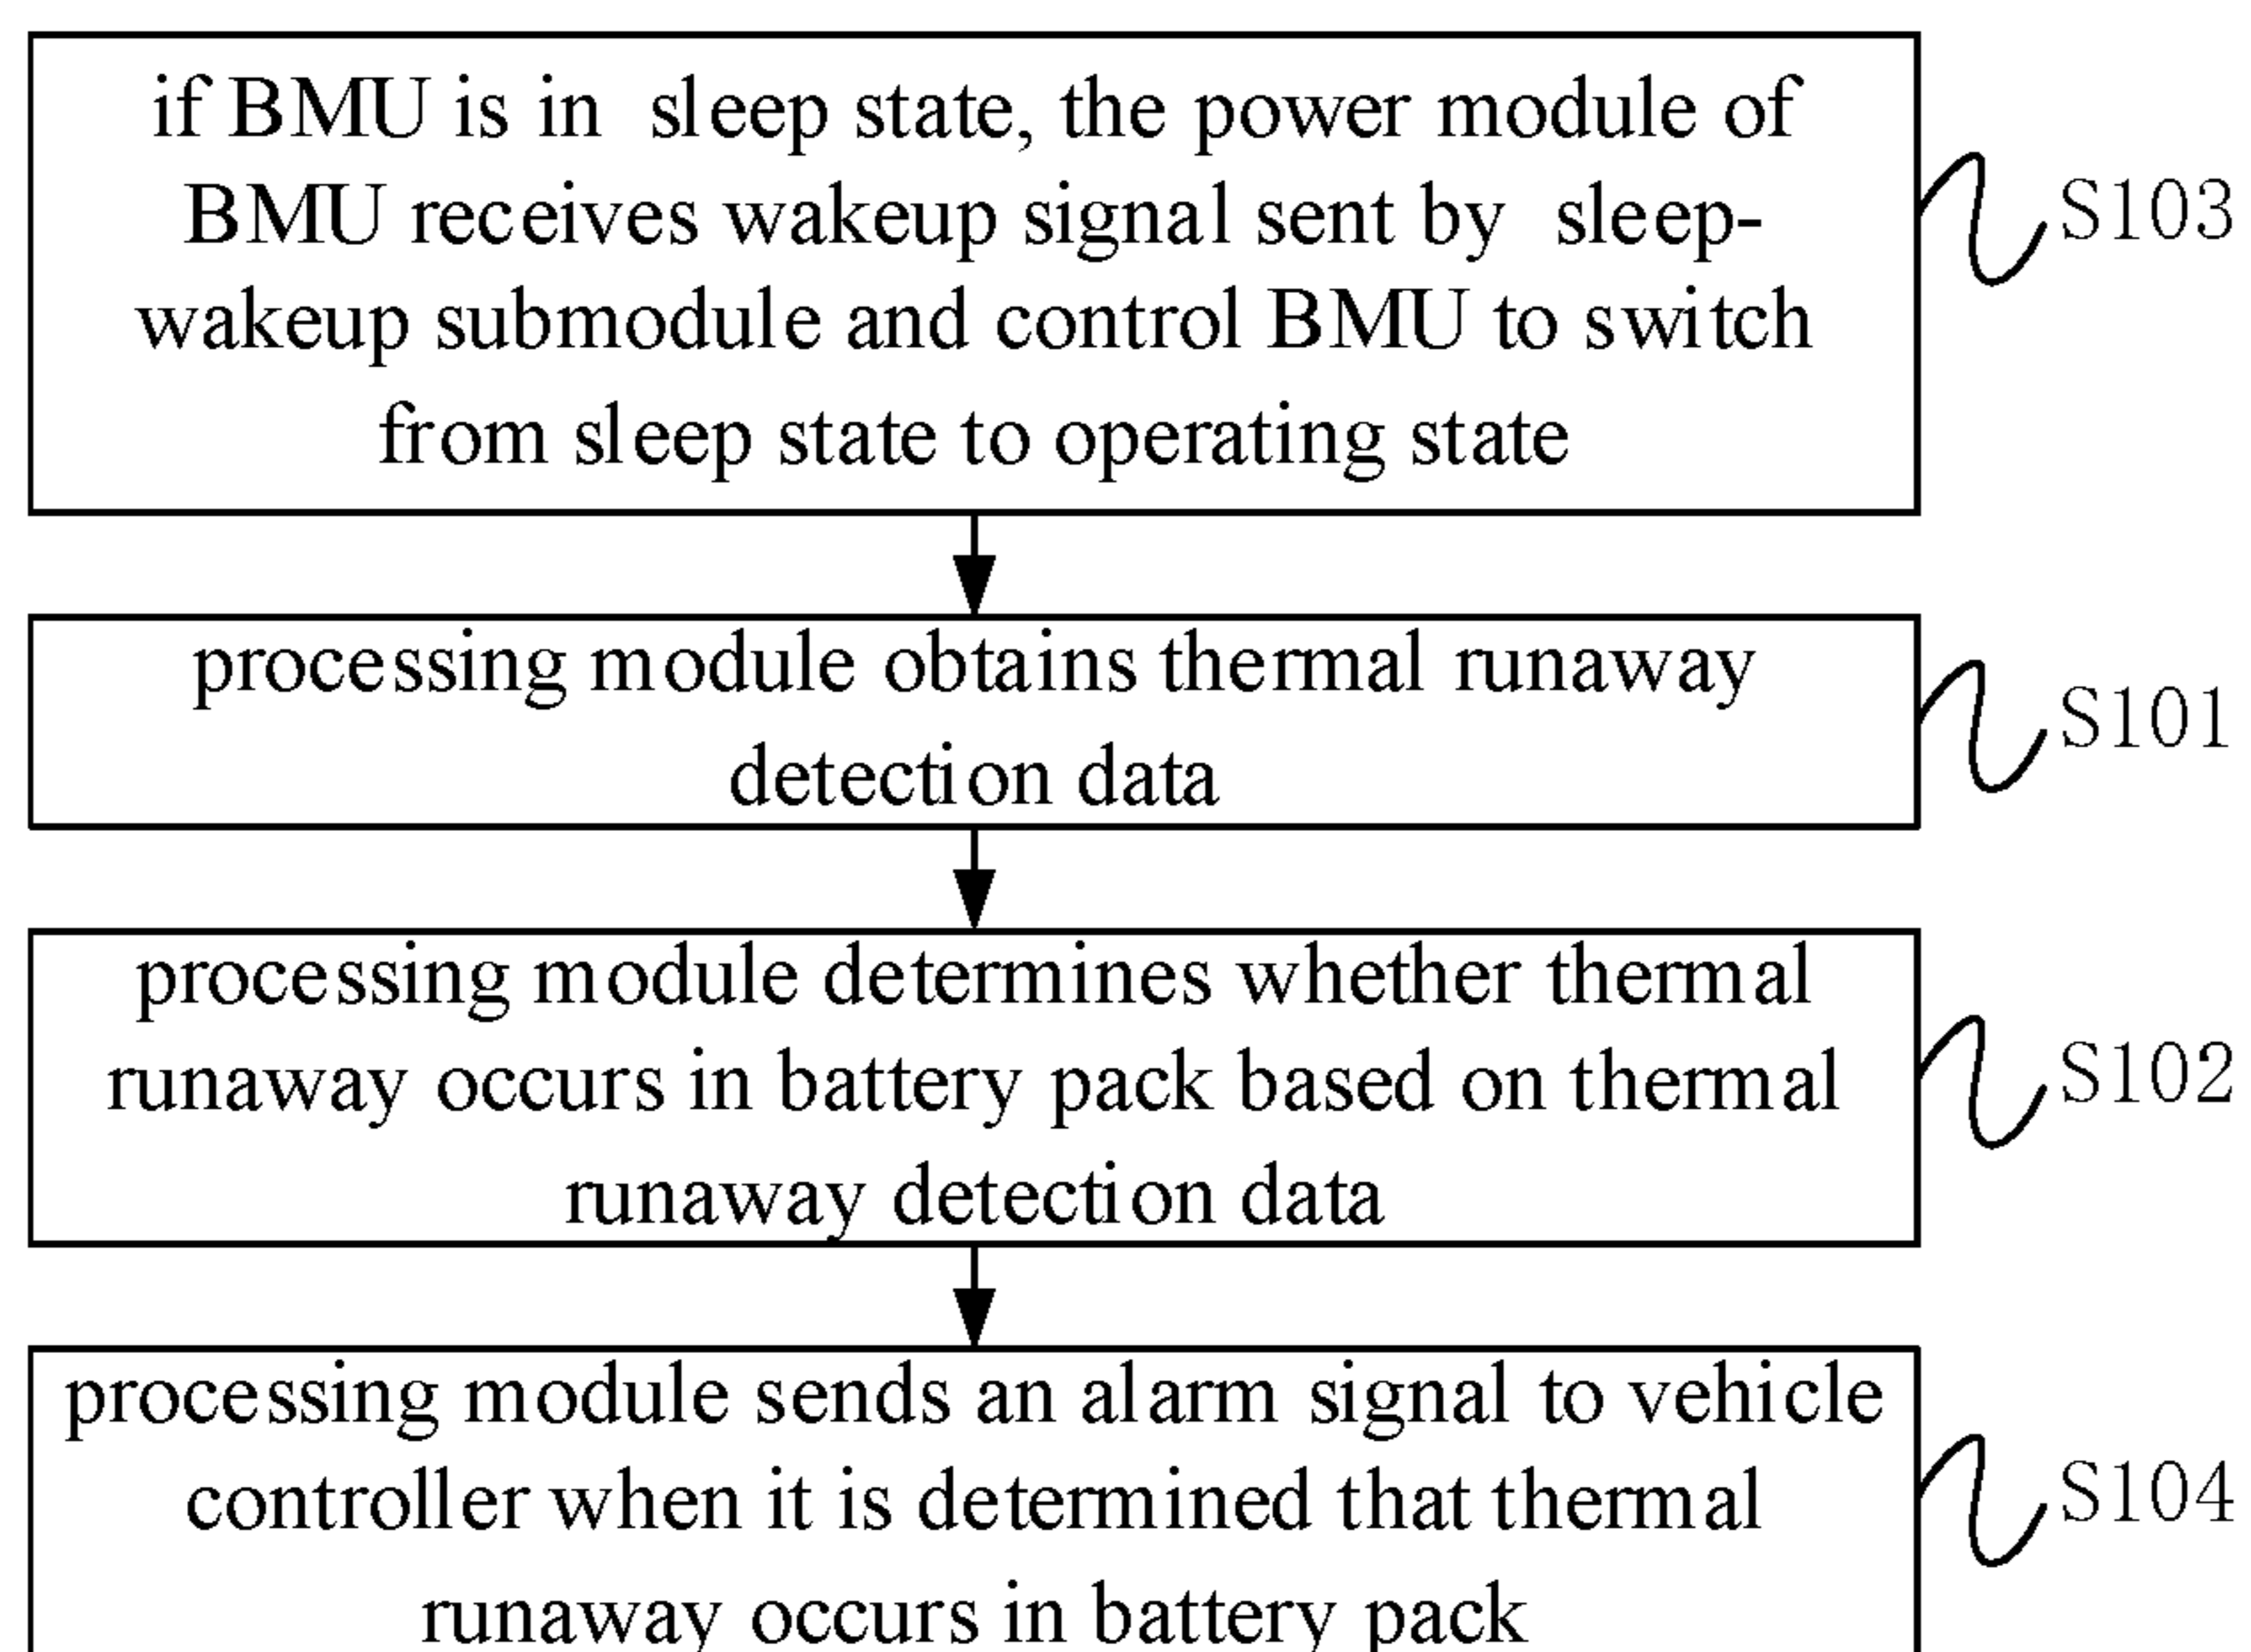 if BMU is in sleep state, the power module of
BMU receives wakeup signal sent by sleep-
wakeup submodule and control BMU to switch
from sleep state to operating state
S103
processing module obtains thermal runaway
detection data
S101
processing module determines whether thermal
runaway occurs in battery pack based on thermal
runaway detection data
S102
processing module sends an alarm signal to vehicle
controller when it is determined that thermal
runaway occurs in battery pack
S104